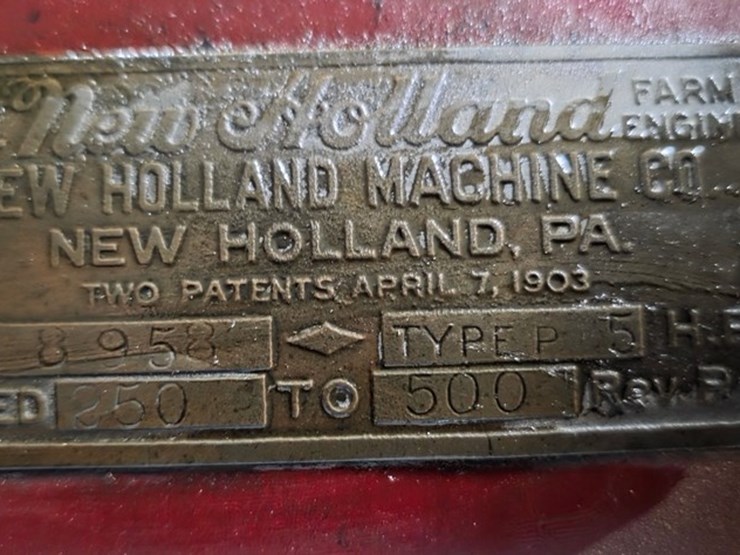 New Holland FARM ENGIN
EW HOLLAND MACHINE CO.
NEW HOLLAND, PA.
TWO PATENTS, APRIL 7, 1903
8958 TYPE P 5 H.P
ED 250 TO 500 Rev. P